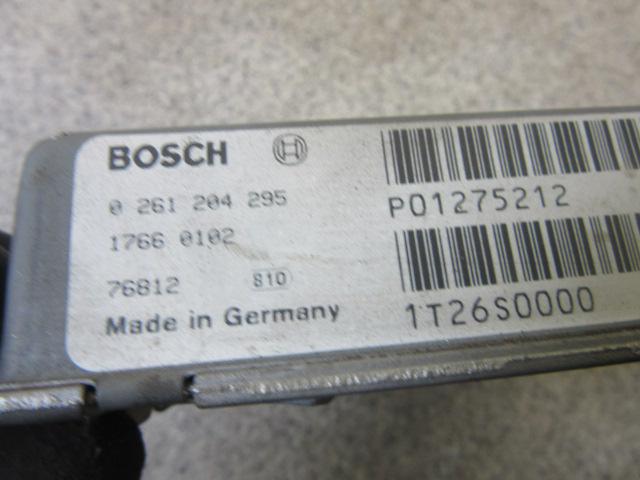 BOSCH
0 261 204 295
1766 0102
76812 810
Made in Germany
P01275212
1T26S0000